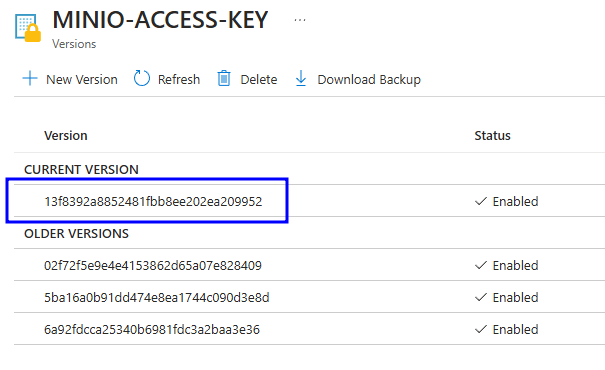 MINIO-ACCESS-KEY ...
Versions
New Version Refresh Delete Download Backup
Version Status
CURRENT VERSION
13f8392a8852481fbb8ee202ea209952 Enabled
OLDER VERSIONS
02f72f5e9e4e4153862d65a07e828409 Enabled
5ba16a0b91dd474e8ea1744c090d3e8d Enabled
6a92fdcca25340b6981fdc3a2baa3e36 Enabled